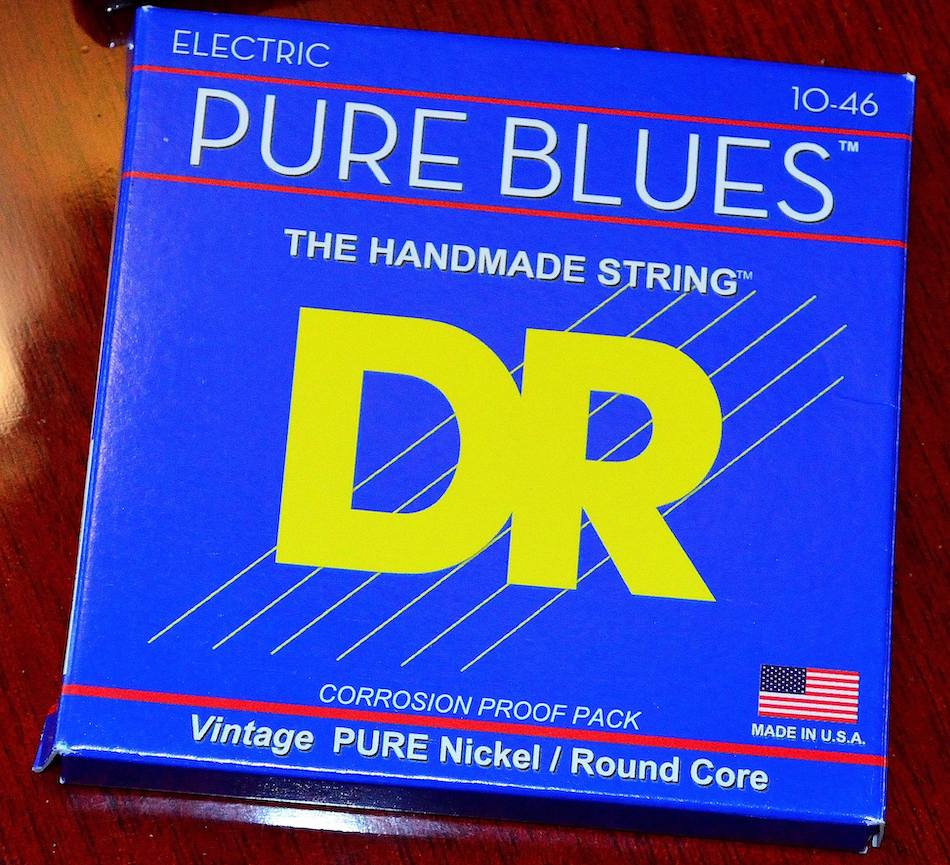 ELECTRIC
10-46
PURE BLUES™
THE HANDMADE STRING™
DR
CORROSION PROOF PACK
MADE IN U.S.A.
Vintage PURE Nickel / Round Core